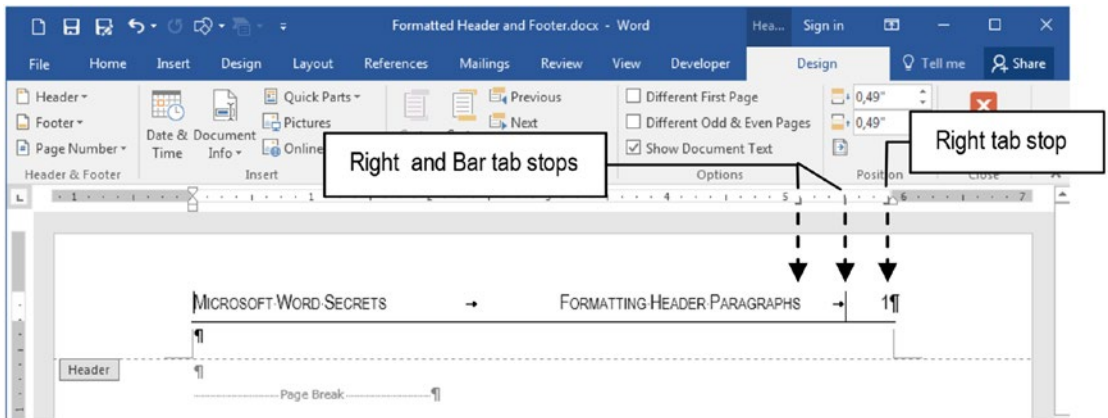 Formatted Header and Footer.docx - Word Hea... Sign in
File Home Insert Design Layout References Mailings Review View Developer Design Tell me Share
Header Quick Parts Previous Different First Page 0,49"
Footer Pictures Next Different Odd & Even Pages 0,49"
Page Number Date & Time Document Info Online Show Document Text
Right and Bar tab stops
Right tab stop
Header & Footer Insert Options Position Close
1 1 4 5 6 7
MICROSOFT·WORD·SECRETS → FORMATTING·HEADER·PARAGRAPHS → 1¶
¶
Header ¶
Page Break ¶